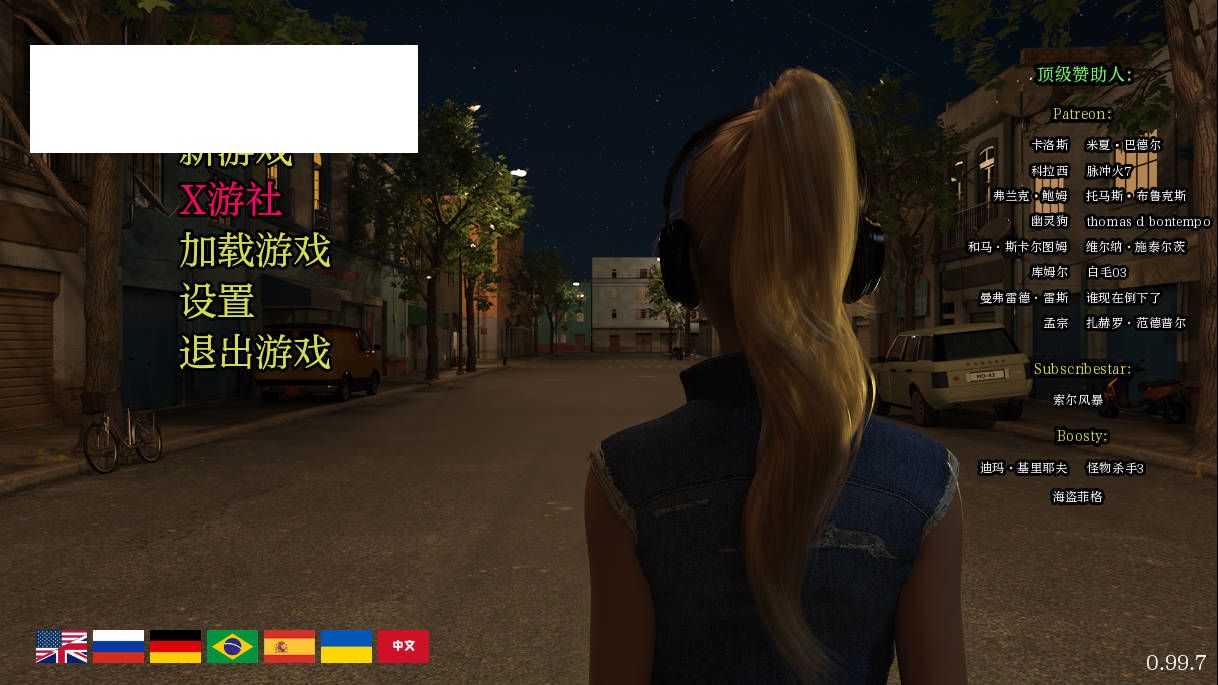 新游戏
X游社
加载游戏
设置
退出游戏
顶级赞助人:
Patreon:
卡洛斯 米夏·巴德尔
科拉西 脉冲火7
弗兰克·鲍姆 托马斯·布鲁克斯
幽灵狗 thomas d bontempo
和马·斯卡尔图姆 维尔纳·施泰尔茨
库姆尔 白毛03
曼弗雷德·雷斯 谁现在倒下了
孟宗 扎赫罗·范德普尔
Subscribestar:
索尔风暴
Boosty:
迪玛·基里耶夫 怪物杀手3
海盗菲格
中文
0.99.7